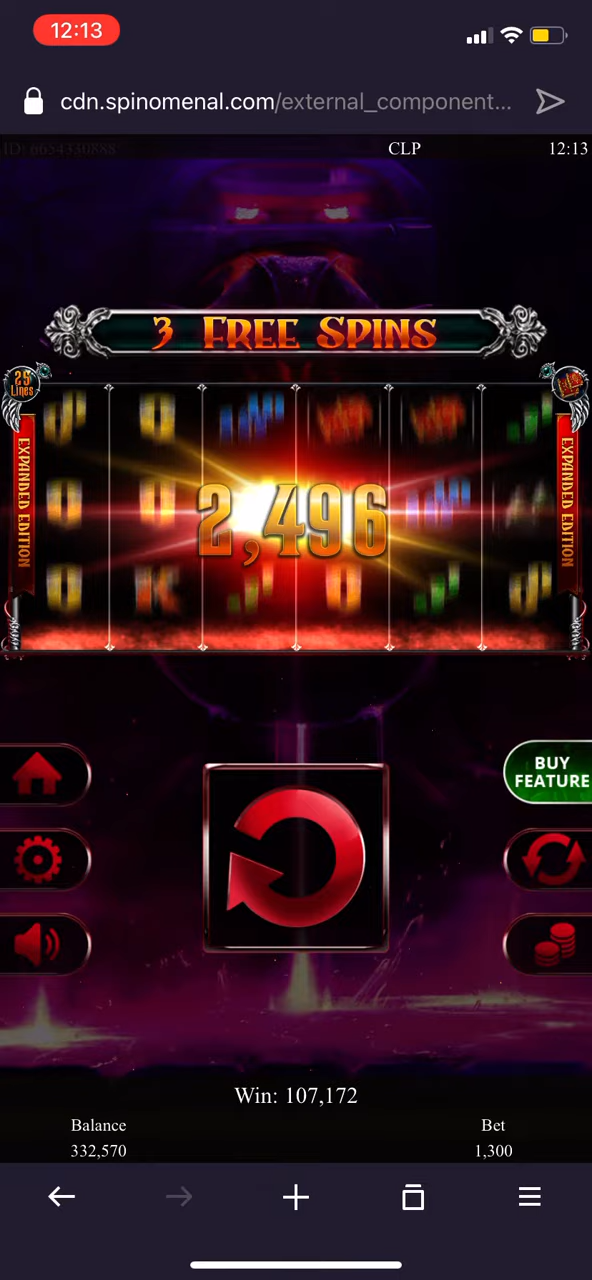 12:13
cdn.spinomenal.com/external_component...
CLP
12:13
3 FREE SPINS
25
Lines
EXPANDED EDITION
EXPANDED EDITION
2,496
K
BUY
FEATURE
Win: 107,172
Balance
332,570
Bet
1,300